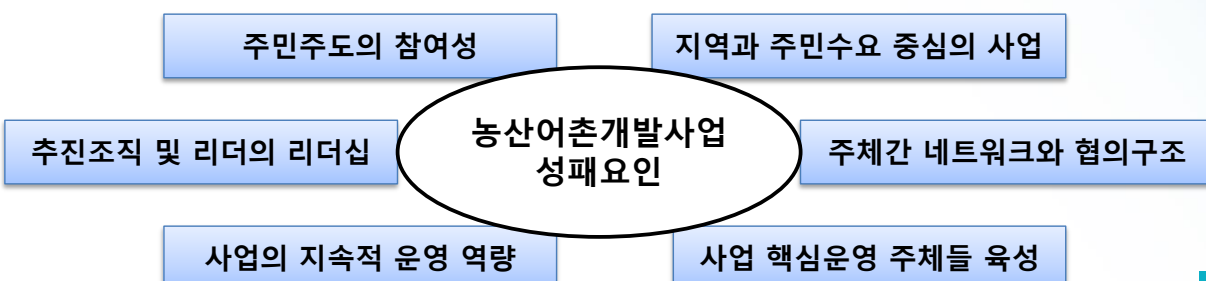 주민주도의 참여성
지역과 주민수요 중심의 사업
추진조직 및 리더의 리더십
농산어촌개발사업
성패요인
주체간 네트워크와 협의구조
사업의 지속적 운영 역량
사업 핵심운영 주체들 육성